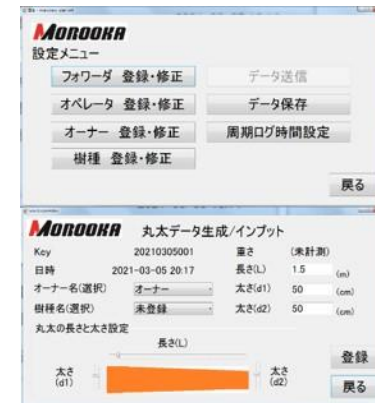 MOROOKA
設定メニュー
フォワーダ 登録・修正
データ送信
オペレータ 登録・修正
データ保存
オーナー 登録・修正
周期ログ時間設定
樹種 登録・修正
戻る
MOROOKA 丸太データ生成/インプット
Key 20210305001 重さ (未計測)
日時 2021-03-05 20:17 長さ(L) 1.5 (m)
オーナー名(選択) オーナー 太さ(d1) 50 (cm)
樹種名(選択) 未登録 太さ(d2) 50 (cm)
丸太の長さと太さ設定
長さ(L)
太さ
(d1)
太さ
(d2)
登録
戻る